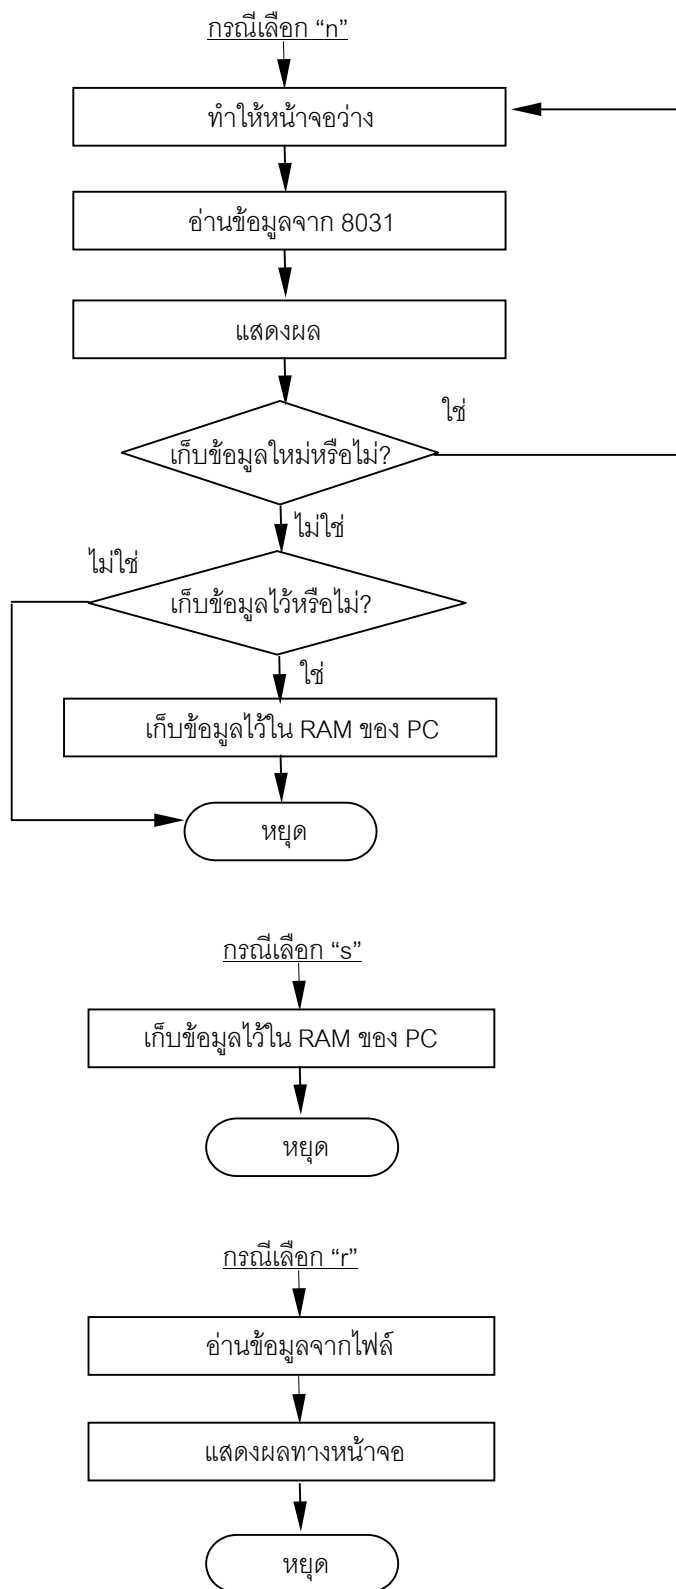 กรณีเลือก “n”
ทำให้หน้าจอว่าง
อ่านข้อมูลจาก 8031
แสดงผล
ใช่
เก็บข้อมูลใหม่หรือไม่?
ไม่ใช่
ไม่ใช่
เก็บข้อมูลไว้หรือไม่?
ใช่
เก็บข้อมูลไว้ใน RAM ของ PC
หยุด
กรณีเลือก “s”
เก็บข้อมูลไว้ใน RAM ของ PC
หยุด
กรณีเลือก “r”
อ่านข้อมูลจากไฟล์
แสดงผลทางหน้าจอ
หยุด